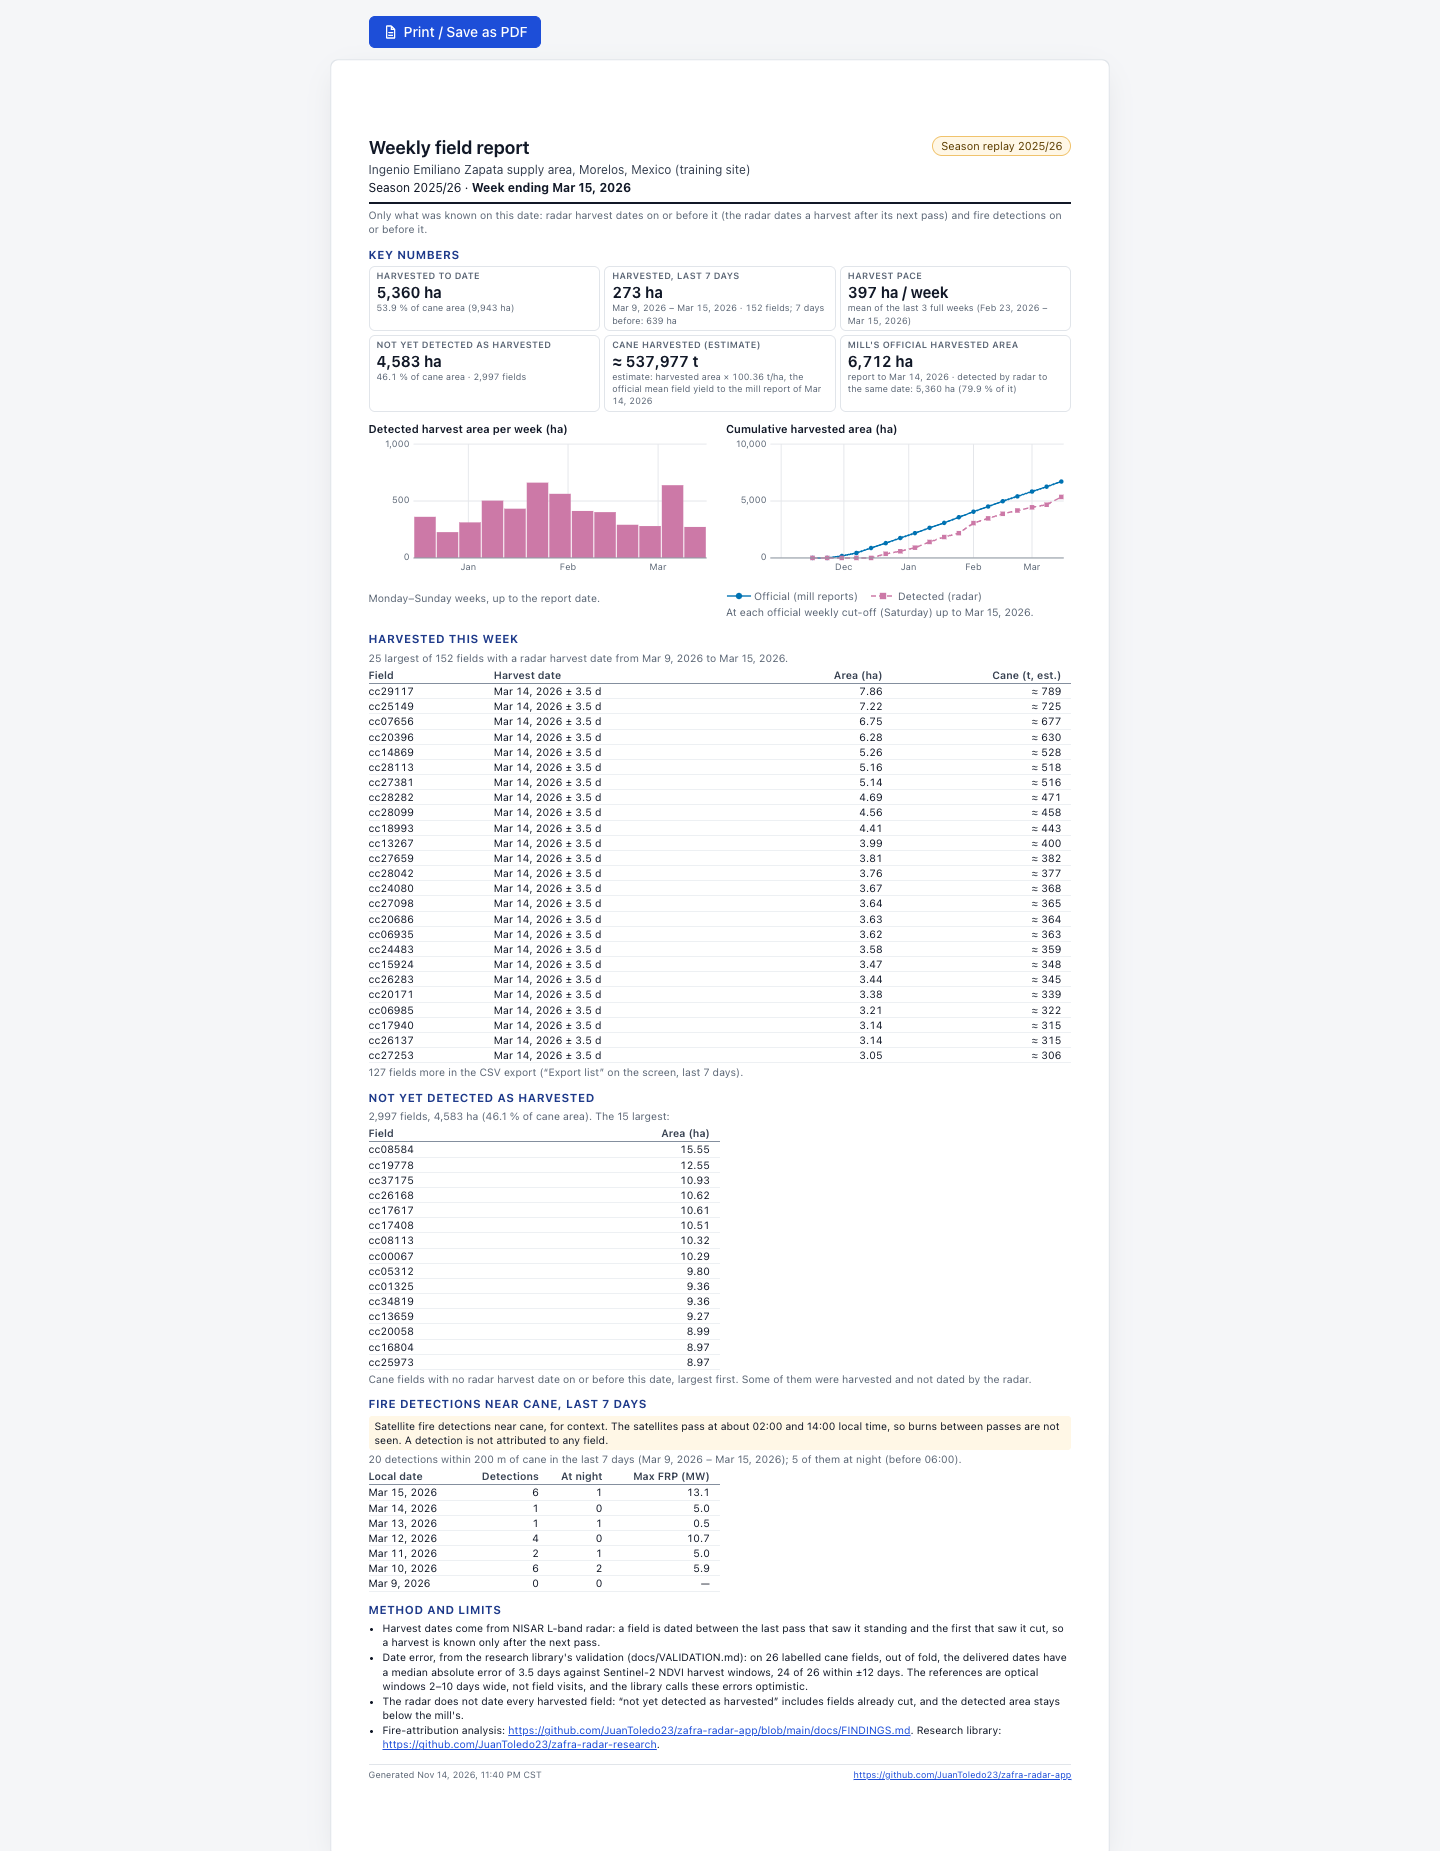 Print / Save as PDF
Weekly field report
Season replay 2025/26
Ingenio Emiliano Zapata supply area, Morelos, Mexico (training site)
Season 2025/26 · Week ending Mar 15, 2026
Only what was known on this date: radar harvest dates on or before it (the radar dates a harvest after its next pass) and fire detections on
or before it.
KEY NUMBERS
HARVESTED TO DATE
5,360 ha
53.9 % of cane area (9,943 ha)
HARVESTED, LAST 7 DAYS
273 ha
Mar 9, 2026 – Mar 15, 2026 · 152 fields; 7 days
before: 639 ha
HARVEST PACE
397 ha / week
mean of the last 3 full weeks (Feb 23, 2026 –
Mar 15, 2026)
NOT YET DETECTED AS HARVESTED
4,583 ha
46.1 % of cane area · 2,997 fields
CANE HARVESTED (ESTIMATE)
≈ 537,977 t
estimate: harvested area × 100.36 t/ha, the
official mean field yield to the mill report of Mar
14, 2026
MILL'S OFFICIAL HARVESTED AREA
6,712 ha
report to Mar 14, 2026 · detected by radar to
the same date: 5,360 ha (79.9 % of it)
Detected harvest area per week (ha)
1,000
500
0
Jan Feb Mar
Monday–Sunday weeks, up to the report date.
Cumulative harvested area (ha)
10,000
5,000
0
Dec Jan Feb Mar
Official (mill reports) Detected (radar)
At each official weekly cut-off (Saturday) up to Mar 15, 2026.
HARVESTED THIS WEEK
25 largest of 152 fields with a radar harvest date from Mar 9, 2026 to Mar 15, 2026.
Field Harvest date Area (ha) Cane (t, est.)
cc29117 Mar 14, 2026 ± 3.5 d 7.86 ≈ 789
cc25149 Mar 14, 2026 ± 3.5 d 7.22 ≈ 725
cc07656 Mar 14, 2026 ± 3.5 d 6.75 ≈ 677
cc20396 Mar 14, 2026 ± 3.5 d 6.28 ≈ 630
cc14869 Mar 14, 2026 ± 3.5 d 5.26 ≈ 528
cc28113 Mar 14, 2026 ± 3.5 d 5.16 ≈ 518
cc27381 Mar 14, 2026 ± 3.5 d 5.14 ≈ 516
cc28282 Mar 14, 2026 ± 3.5 d 4.69 ≈ 471
cc28099 Mar 14, 2026 ± 3.5 d 4.56 ≈ 458
cc18993 Mar 14, 2026 ± 3.5 d 4.41 ≈ 443
cc13267 Mar 14, 2026 ± 3.5 d 3.99 ≈ 400
cc27659 Mar 14, 2026 ± 3.5 d 3.81 ≈ 382
cc28042 Mar 14, 2026 ± 3.5 d 3.76 ≈ 377
cc24080 Mar 14, 2026 ± 3.5 d 3.67 ≈ 368
cc27098 Mar 14, 2026 ± 3.5 d 3.64 ≈ 365
cc20686 Mar 14, 2026 ± 3.5 d 3.63 ≈ 364
cc06935 Mar 14, 2026 ± 3.5 d 3.62 ≈ 363
cc24483 Mar 14, 2026 ± 3.5 d 3.58 ≈ 359
cc15924 Mar 14, 2026 ± 3.5 d 3.47 ≈ 348
cc26283 Mar 14, 2026 ± 3.5 d 3.44 ≈ 345
cc20171 Mar 14, 2026 ± 3.5 d 3.38 ≈ 339
cc06985 Mar 14, 2026 ± 3.5 d 3.21 ≈ 322
cc17940 Mar 14, 2026 ± 3.5 d 3.14 ≈ 315
cc26137 Mar 14, 2026 ± 3.5 d 3.14 ≈ 315
cc27253 Mar 14, 2026 ± 3.5 d 3.05 ≈ 306
127 fields more in the CSV export (“Export list” on the screen, last 7 days).
NOT YET DETECTED AS HARVESTED
2,997 fields, 4,583 ha (46.1 % of cane area). The 15 largest:
Field Area (ha)
cc08584 15.55
cc19778 12.55
cc37175 10.93
cc26168 10.62
cc17617 10.61
cc17408 10.51
cc08113 10.32
cc00067 10.29
cc05312 9.80
cc01325 9.36
cc34819 9.36
cc13659 9.27
cc20058 8.99
cc16804 8.97
cc25973 8.97
Cane fields with no radar harvest date on or before this date, largest first. Some of them were harvested and not dated by the radar.
FIRE DETECTIONS NEAR CANE, LAST 7 DAYS
Satellite fire detections near cane, for context. The satellites pass at about 02:00 and 14:00 local time, so burns between passes are not
seen. A detection is not attributed to any field.
20 detections within 200 m of cane in the last 7 days (Mar 9, 2026 – Mar 15, 2026); 5 of them at night (before 06:00).
Local date Detections At night Max FRP (MW)
Mar 15, 2026 6 1 13.1
Mar 14, 2026 1 0 5.0
Mar 13, 2026 1 1 0.5
Mar 12, 2026 4 0 10.7
Mar 11, 2026 2 1 5.0
Mar 10, 2026 6 2 5.9
Mar 9, 2026 0 0 —
METHOD AND LIMITS
• Harvest dates come from NISAR L-band radar: a field is dated between the last pass that saw it standing and the first that saw it cut, so
a harvest is known only after the next pass.
• Date error, from the research library's validation (docs/VALIDATION.md): on 26 labelled cane fields, out of fold, the delivered dates have
a median absolute error of 3.5 days against Sentinel-2 NDVI harvest windows, 24 of 26 within ±12 days. The references are optical
windows 2–10 days wide, not field visits, and the library calls these errors optimistic.
• The radar does not date every harvested field: “not yet detected as harvested” includes fields already cut, and the detected area stays
below the mill's.
• Fire-attribution analysis: https://github.com/JuanToledo23/zafra-radar-app/blob/main/docs/FINDINGS.md. Research library:
https://github.com/JuanToledo23/zafra-radar-research.
Generated Nov 14, 2026, 11:40 PM CST
https://github.com/JuanToledo23/zafra-radar-app